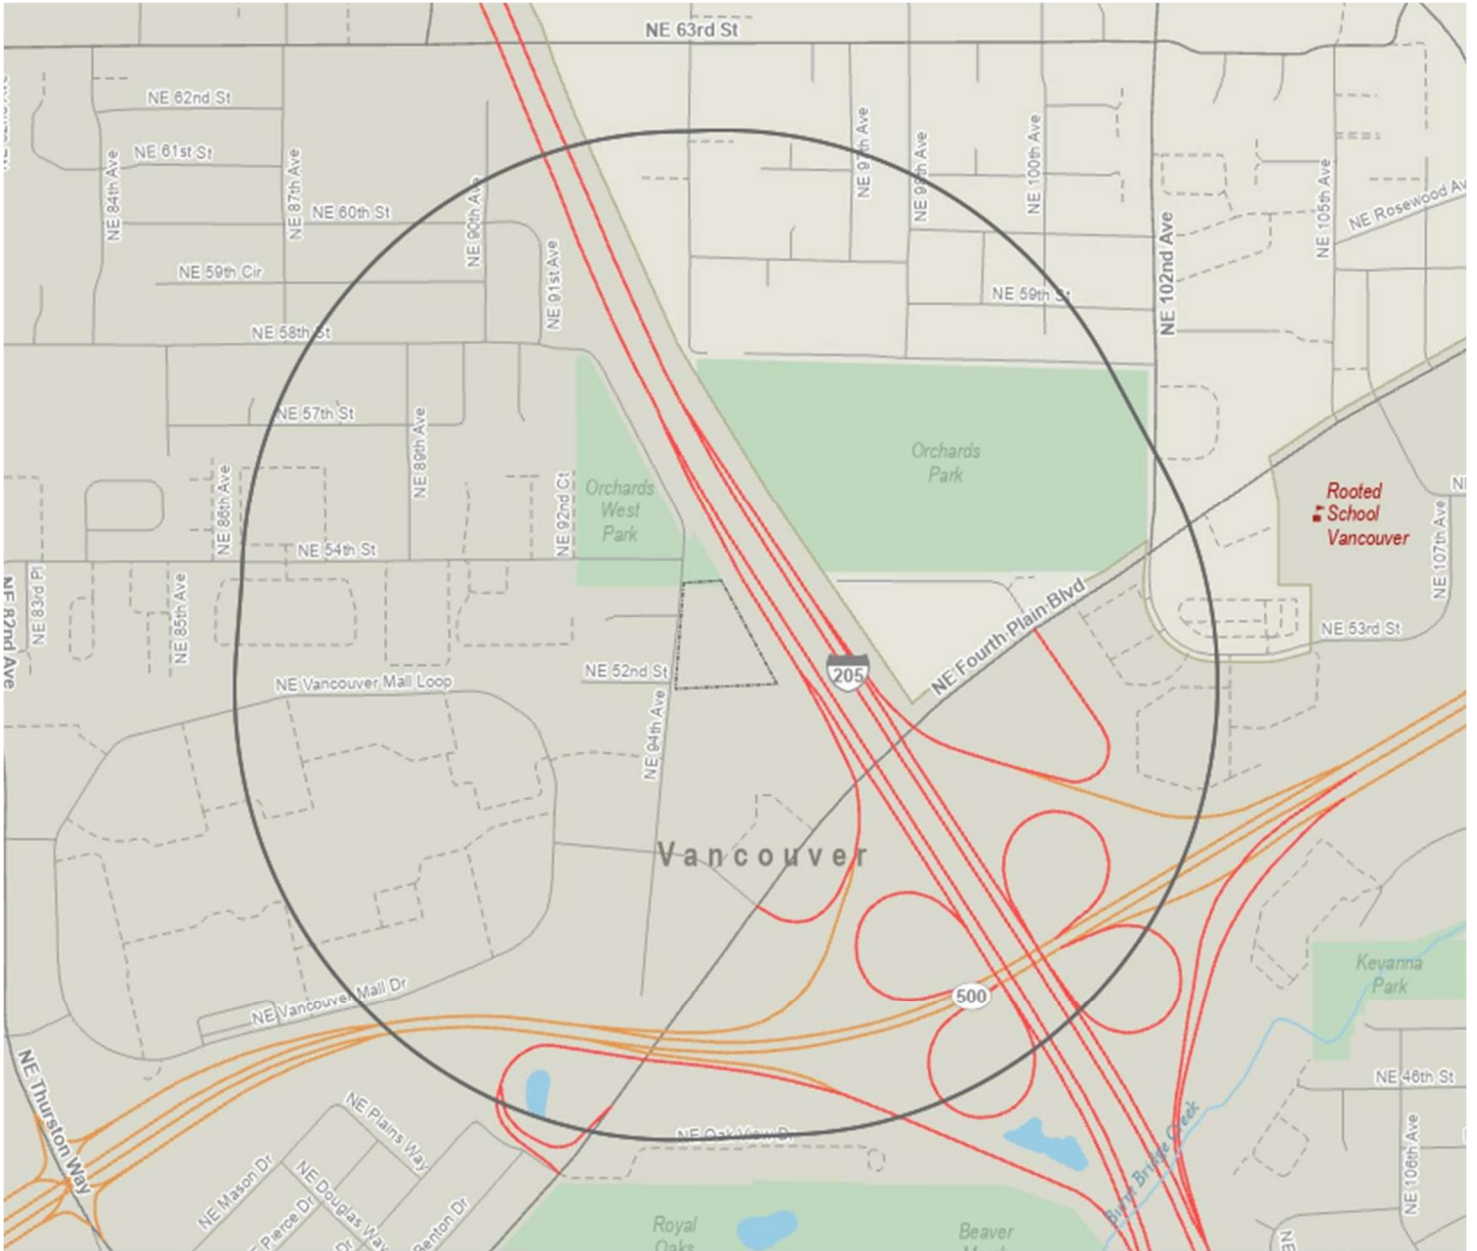 NE 63rd St
NE 62nd St
NE 61st St
NE 84th Ave
NE 87th Ave
NE 60th St
NE 90th Ave
NE 59th Cir
NE 91st Ave
NE 58th St
NE 97th Ave
NE 99th Ave
NE 100th Ave
NE 102nd Ave
NE 105th Ave
NE Rosewood Av
NE 59th St
NE 57th St
NE 89th Ave
NE 86th Ave
NE 92nd Ct
Orchards
West
Park
Orchards
Park
Rooted
School
Vancouver
NE 107th Ave
NE 54th St
NE 82nd Ave
NE 83rd Pl
NE 85th Ave
NE 53rd St
NE Fourth Plain Blvd
205
NE 52nd St
NE Vancouver Mall Loop
NE 94th Ave
Vancouver
500
Kevanna
Park
NE Vancouver Mall Dr
NE Thurston Way
NE Plains Way
NE Oak View Dr
NE 46th St
NE 106th Ave
Burnt Bridge Creek
NE Mason Dr
NE Douglas Way
Pierce Dr
Dr
Benton Dr
Royal
Oaks
Beaver
NE